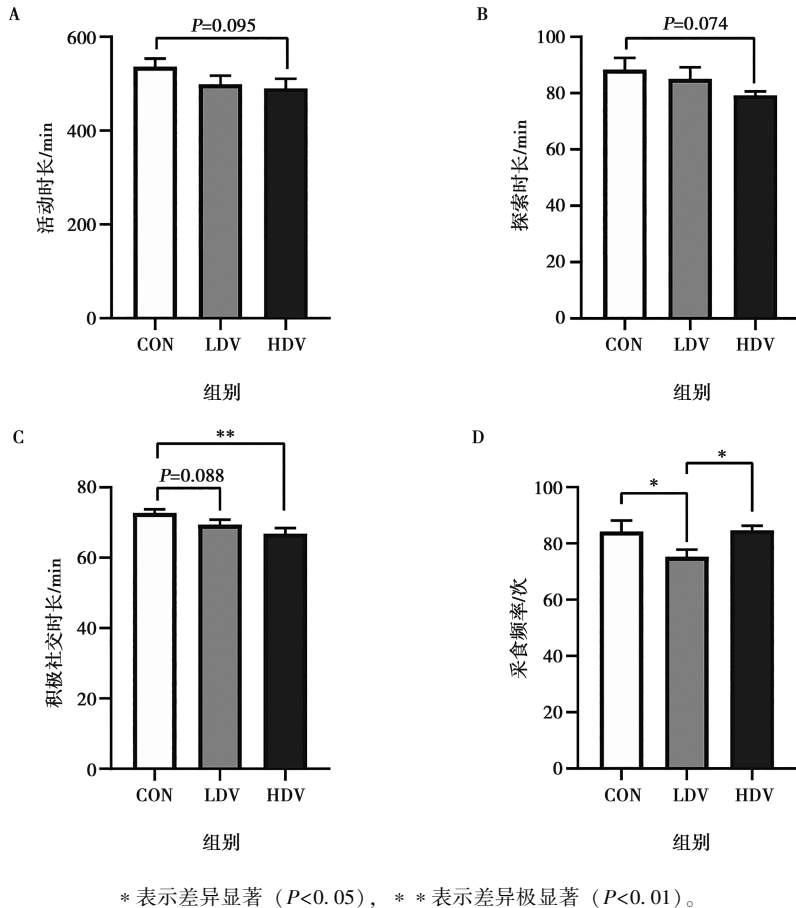 A
P=0.095
600
400
200
0
活动时长/min
CON LDV HDV
组别
B
P=0.074
100
80
60
40
20
0
探索时长/min
CON LDV HDV
组别
C
**
P=0.088
80
60
40
20
0
积极社交时长/min
CON LDV HDV
组别
D
*
*
100
80
60
40
20
0
采食频率/次
CON LDV HDV
组别
* 表示差异显著（P<0. 05），* * 表示差异极显著（P<0. 01）。